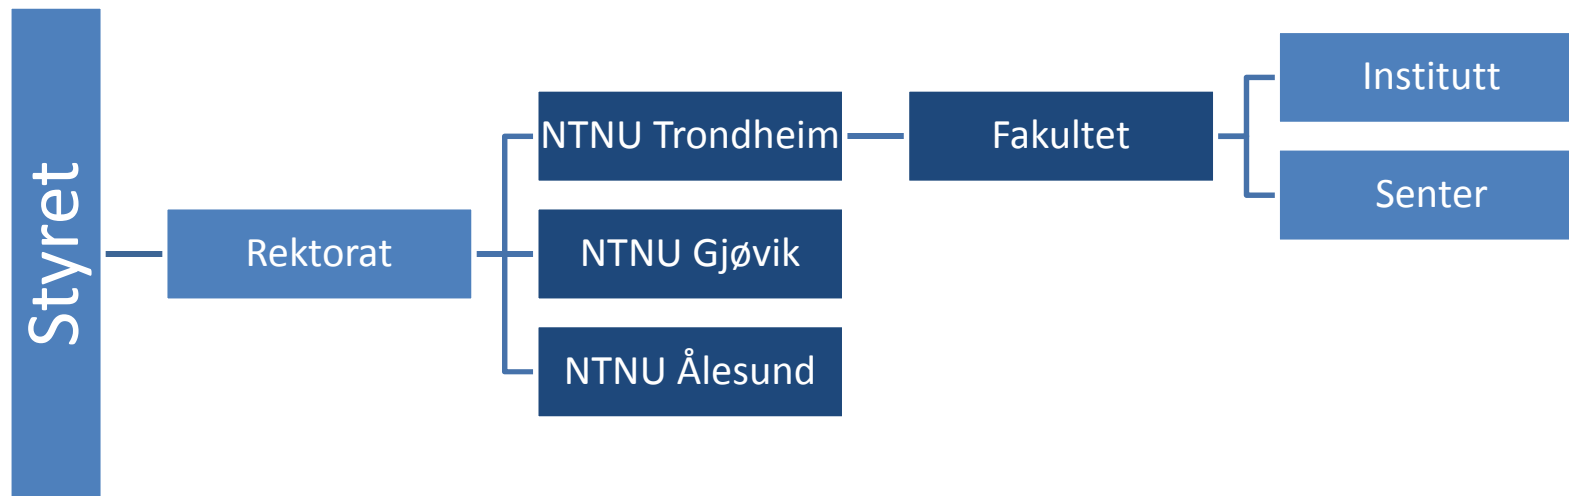 Styret
Rektorat
NTNU Trondheim
NTNU Gjøvik
NTNU Ålesund
Fakultet
Institutt
Senter